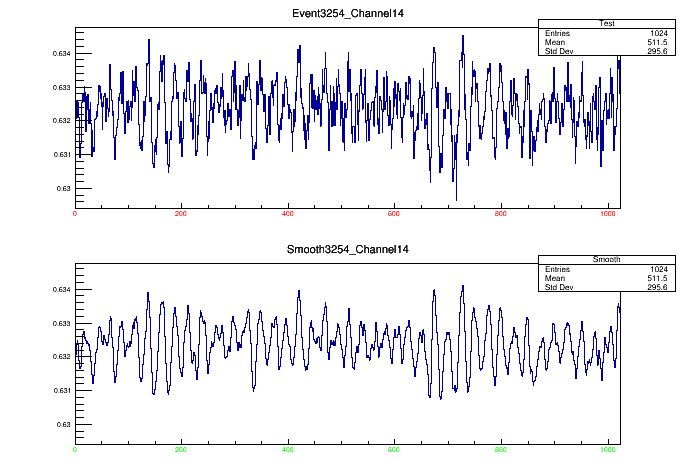 Event3254_Channel14
Test
Entries 1024
Mean 511.5
Std Dev 295.6
0.634
0.633
0.632
0.631
0.63
0 200 400 600 800 1000
Smooth3254_Channel14
Smooth
Entries 1024
Mean 511.5
Std Dev 295.6
0.634
0.633
0.632
0.631
0.63
0 200 400 600 800 1000